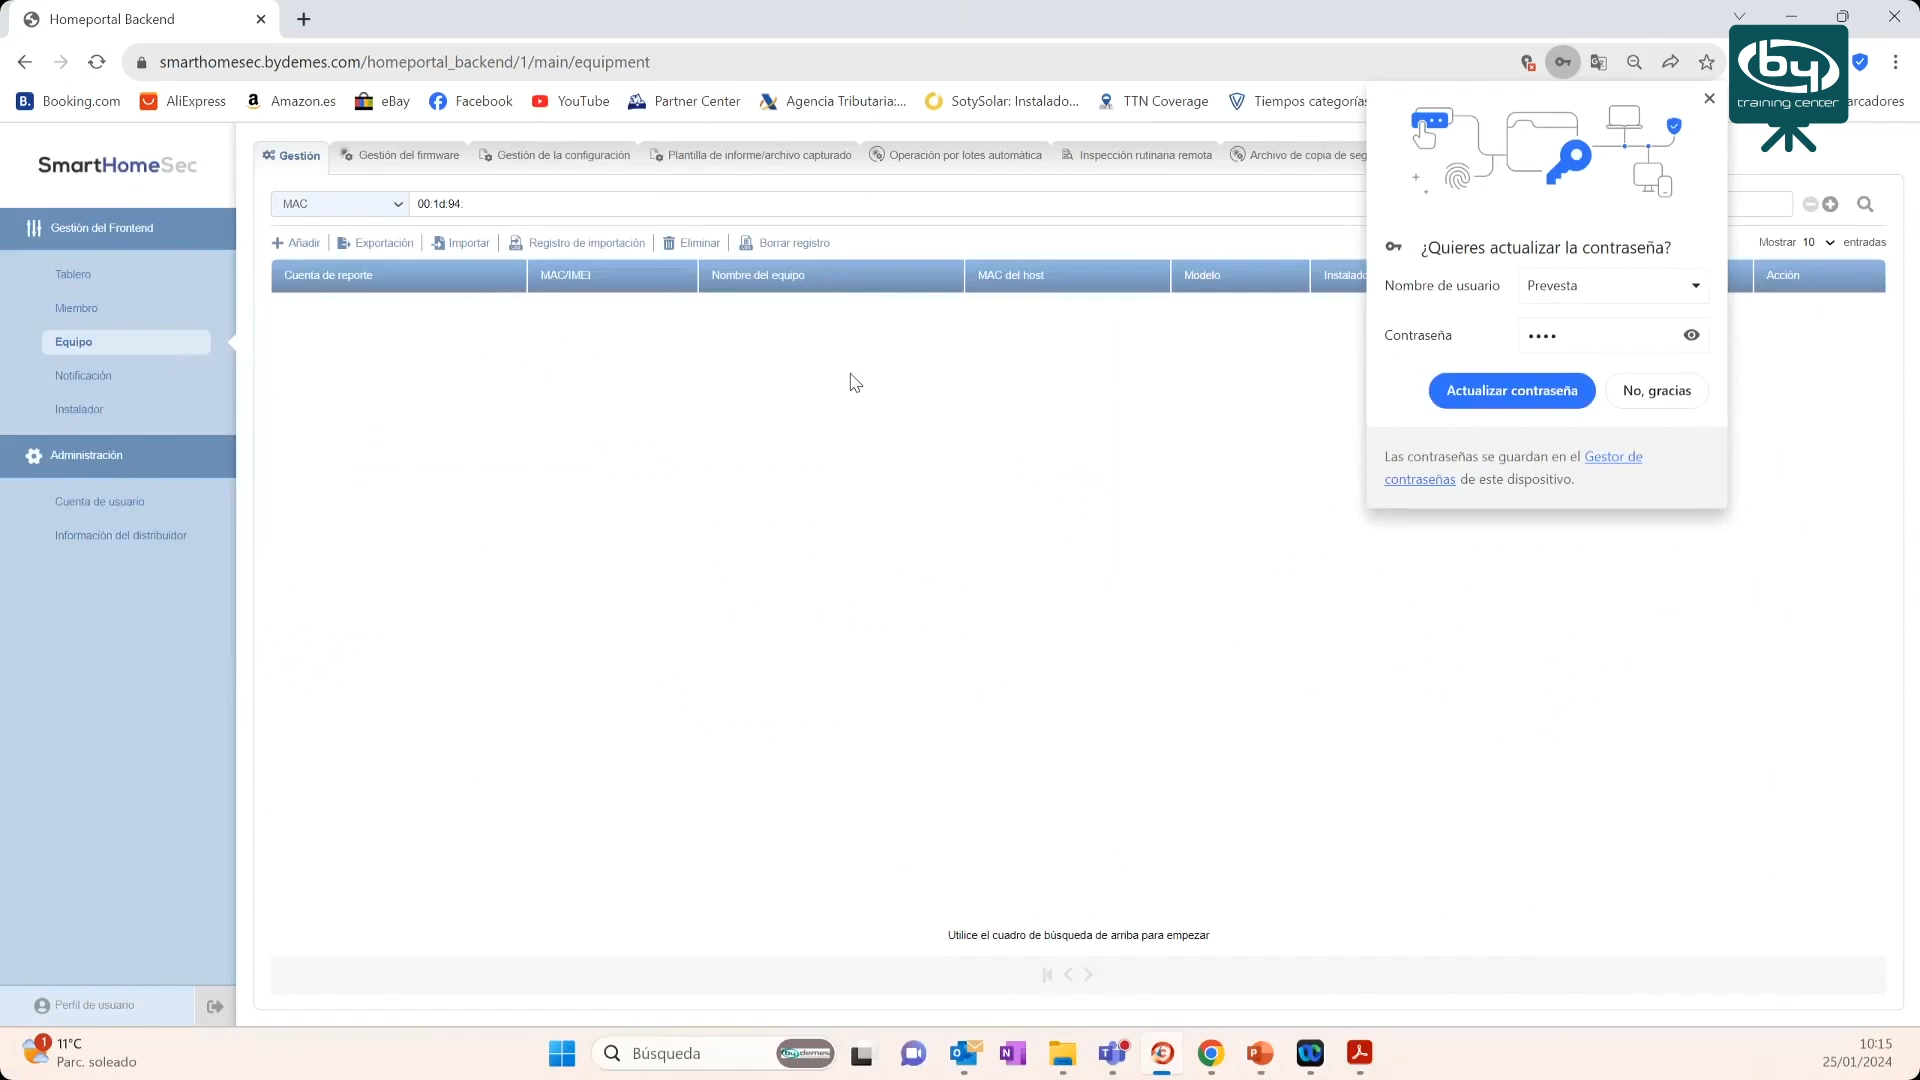 Homeportal Backend
smarthomesec.bydemes.com/homeportal_backend/1/main/equipment
Booking.com
AliExpress
Amazon.es
eBay
Facebook
YouTube
Partner Center
Agencia Tributaria:...
SotySolar: Instalado...
TTN Coverage
Tiempos categorías
arcadores
by
training center
SmartHomeSec
Gestión del Frontend
Tablero
Miembro
Equipo
Notificación
Instalador
Administración
Cuenta de usuario
Información del distribuidor
Perfil de usuario
Gestión
Gestión del firmware
Gestión de la configuración
Plantilla de informe/archivo capturado
Operación por lotes automática
Inspección rutinaria remota
Archivo de copia de seg
MAC
00:1d:94:
Añadir
Exportación
Importar
Registro de importación
Eliminar
Borrar registro
Mostrar 10 entradas
Cuenta de reporte
MAC/IMEI
Nombre del equipo
MAC del host
Modelo
Instalado
Acción
¿Quieres actualizar la contraseña?
Nombre de usuario
Prevesta
Contraseña
••••
Actualizar contraseña
No, gracias
Las contraseñas se guardan en el Gestor de
contraseñas de este dispositivo.
Utilice el cuadro de búsqueda de arriba para empezar
1
11°C
Parc. soleado
Búsqueda
bydemes
10:15
25/01/2024